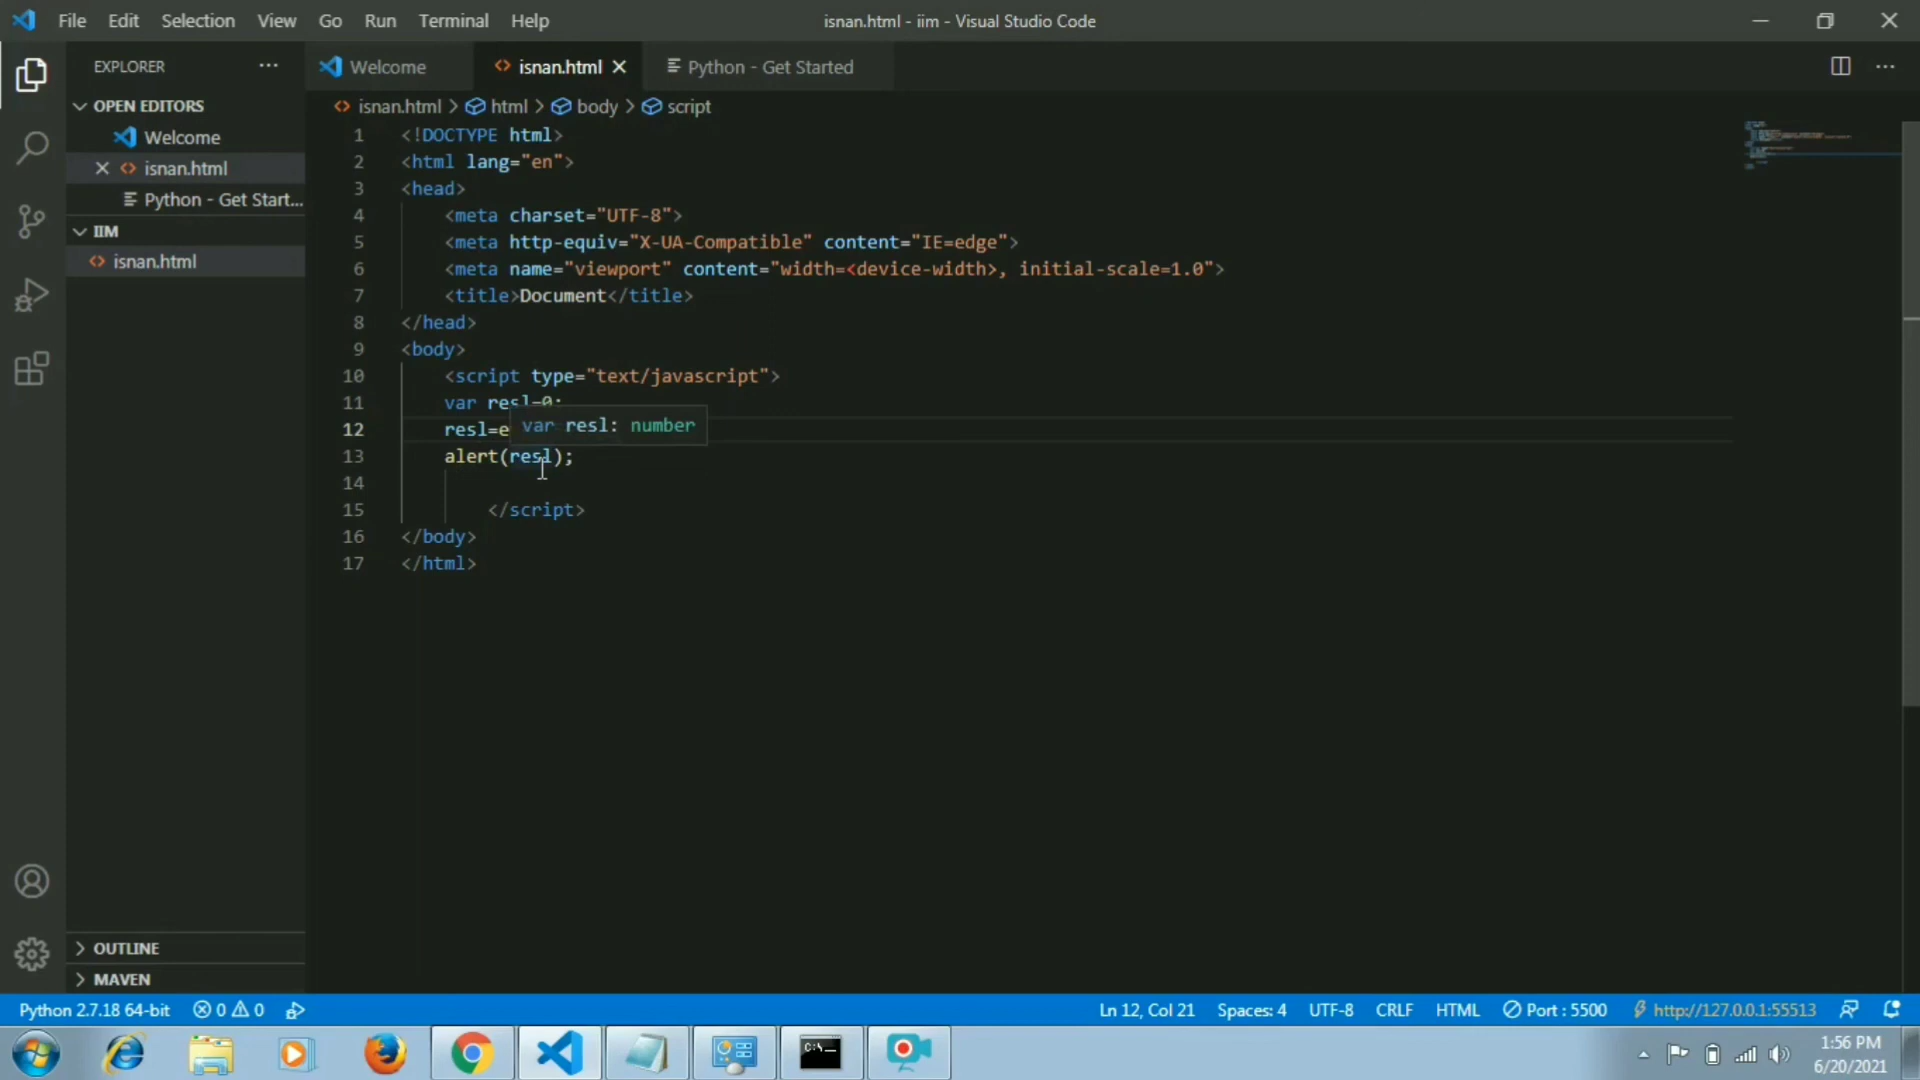 File Edit Selection View Go Run Terminal Help
isnan.html - iim - Visual Studio Code
EXPLORER
OPEN EDITORS
Welcome
isnan.html
Python - Get Start...
IIM
isnan.html
OUTLINE
MAVEN
Welcome
isnan.html
Python - Get Started
isnan.html > html > body > script
1 <!DOCTYPE html>
2 <html lang="en">
3 <head>
4 <meta charset="UTF-8">
5 <meta http-equiv="X-UA-Compatible" content="IE=edge">
6 <meta name="viewport" content="width=<device-width>, initial-scale=1.0">
7 <title>Document</title>
8 </head>
9 <body>
10 <script type="text/javascript">
11 var resl=0;
12 resl=e
var resl: number
13 alert(resl);
14
15 </script>
16 </body>
17 </html>
Python 2.7.18 64-bit 0 0
Ln 12, Col 21 Spaces: 4 UTF-8 CRLF HTML Port : 5500 http://127.0.0.1:55513
C:\
1:56 PM
6/20/2021